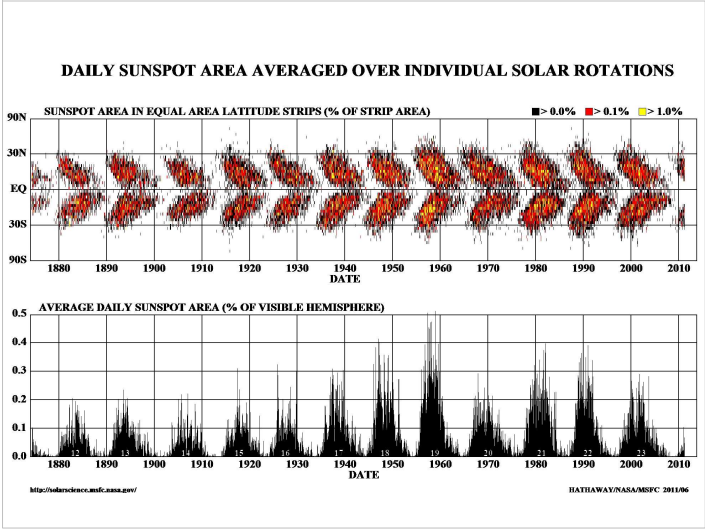 DAILY SUNSPOT AREA AVERAGED OVER INDIVIDUAL SOLAR ROTATIONS
SUNSPOT AREA IN EQUAL AREA LATITUDE STRIPS (% OF STRIP AREA) > 0.0% > 0.1% > 1.0%
90N
30N
EQ
30S
90S
1880 1890 1900 1910 1920 1930 1940 1950 1960 1970 1980 1990 2000 2010
DATE
AVERAGE DAILY SUNSPOT AREA (% OF VISIBLE HEMISPHERE)
0.5
0.4
0.3
0.2
0.1
0.0
12 13 14 15 16 17 18 19 20 21 22 23
1880 1890 1900 1910 1920 1930 1940 1950 1960 1970 1980 1990 2000 2010
DATE
http://solarscience.msfc.nasa.gov/ HATHAWAY/NASA/MSFC 2011/06